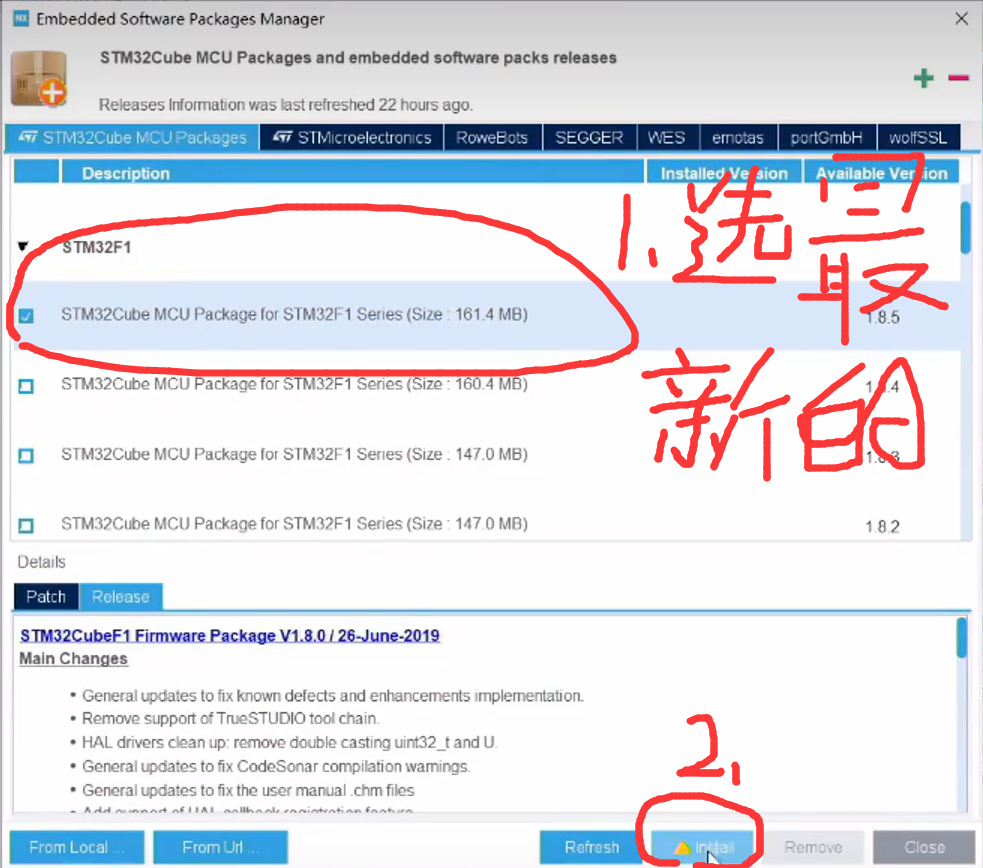 Embedded Software Packages Manager
STM32Cube MCU Packages and embedded software packs releases
Releases Information was last refreshed 22 hours ago.
STM32Cube MCU Packages STMicroelectronics RoweBots SEGGER WES emotas portGmbH wolfSSL
Description Installed Version Available Version
STM32F1
1.选最
新的
STM32Cube MCU Package for STM32F1 Series (Size : 161.4 MB) 1.8.5
STM32Cube MCU Package for STM32F1 Series (Size : 160.4 MB) 1.8.4
STM32Cube MCU Package for STM32F1 Series (Size : 147.0 MB) 1.8.3
STM32Cube MCU Package for STM32F1 Series (Size : 147.0 MB) 1.8.2
Details
Patch Release
STM32CubeF1 Firmware Package V1.8.0 / 26-June-2019
Main Changes
• General updates to fix known defects and enhancements implementation.
• Remove support of TrueSTUDIO tool chain.
• HAL drivers clean up: remove double casting uint32_t and U.
• General updates to fix CodeSonar compilation warnings.
• General updates to fix the user manual .chm files
• Add support of HAL callback registration feature
2.
From Local ... From Url ... Refresh Install Remove Close